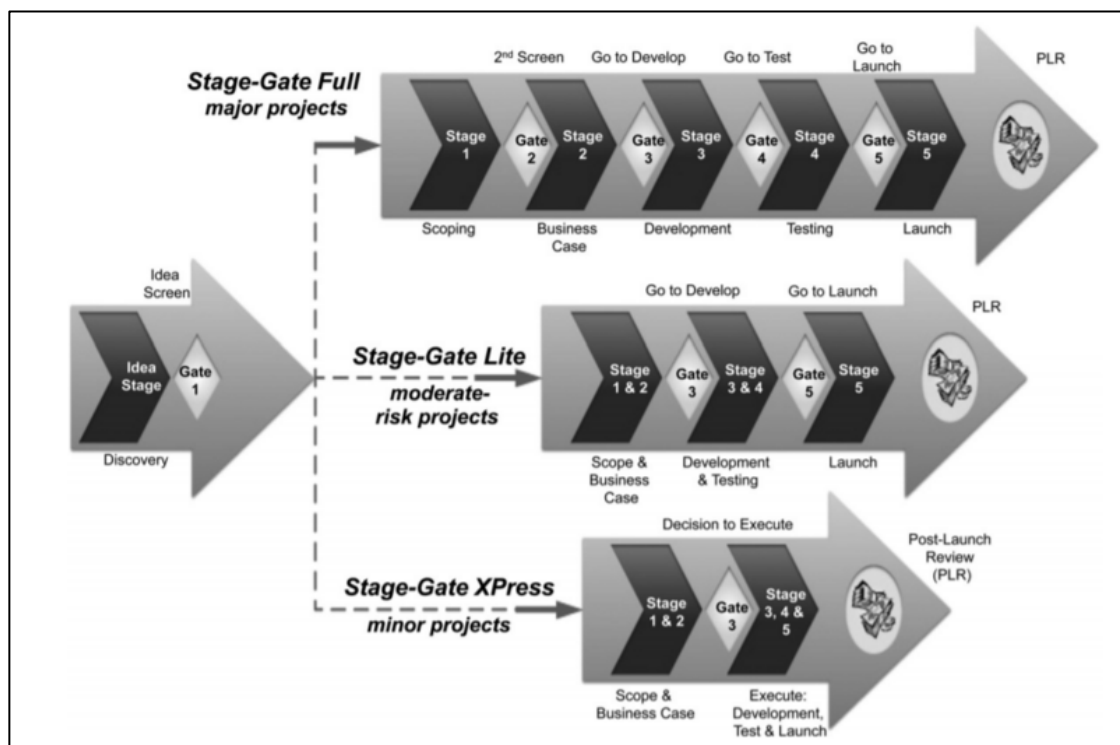 2nd Screen
Go to Develop
Go to Test
Go to
Launch
PLR
Stage-Gate Full
major projects
Stage
1
Gate
2
Stage
2
Gate
3
Stage
3
Gate
4
Stage
4
Gate
5
Stage
5
Scoping
Business
Case
Development
Testing
Launch
Idea
Screen
Idea
Stage
Gate
1
Discovery
Stage-Gate Lite
moderate-
risk projects
Go to Develop
Go to Launch
PLR
Stage
1 & 2
Gate
3
Stage
3 & 4
Gate
5
Stage
5
Scope &
Business
Case
Development
& Testing
Launch
Stage-Gate XPress
minor projects
Decision to Execute
Post-Launch
Review
(PLR)
Stage
1 & 2
Gate
3
Stage
3, 4 &
5
Scope &
Business Case
Execute:
Development,
Test & Launch